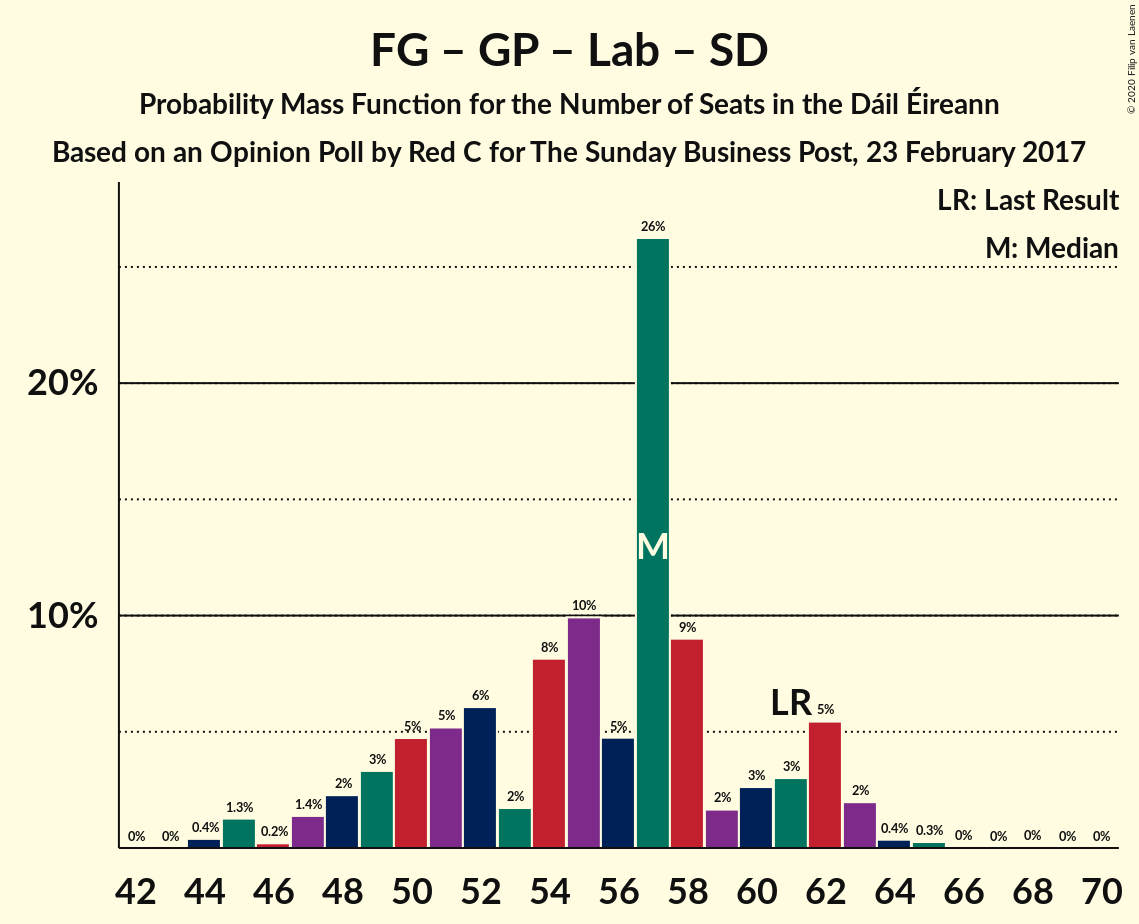 FG – GP – Lab – SD
Probability Mass Function for the Number of Seats in the Dáil Éireann
Based on an Opinion Poll by Red C for The Sunday Business Post, 23 February 2017
© 2020 Filip van Laenen
LR: Last Result
M: Median
20%
10%
0% 0% 0.4% 1.3% 0.2% 1.4% 2% 3% 5% 5% 6% 2% 8% 10% 5% 26% 9% 2% 3% 3% 5% 2% 0.4% 0.3% 0% 0% 0% 0% 0%
M
LR
42 44 46 48 50 52 54 56 58 60 62 64 66 68 70